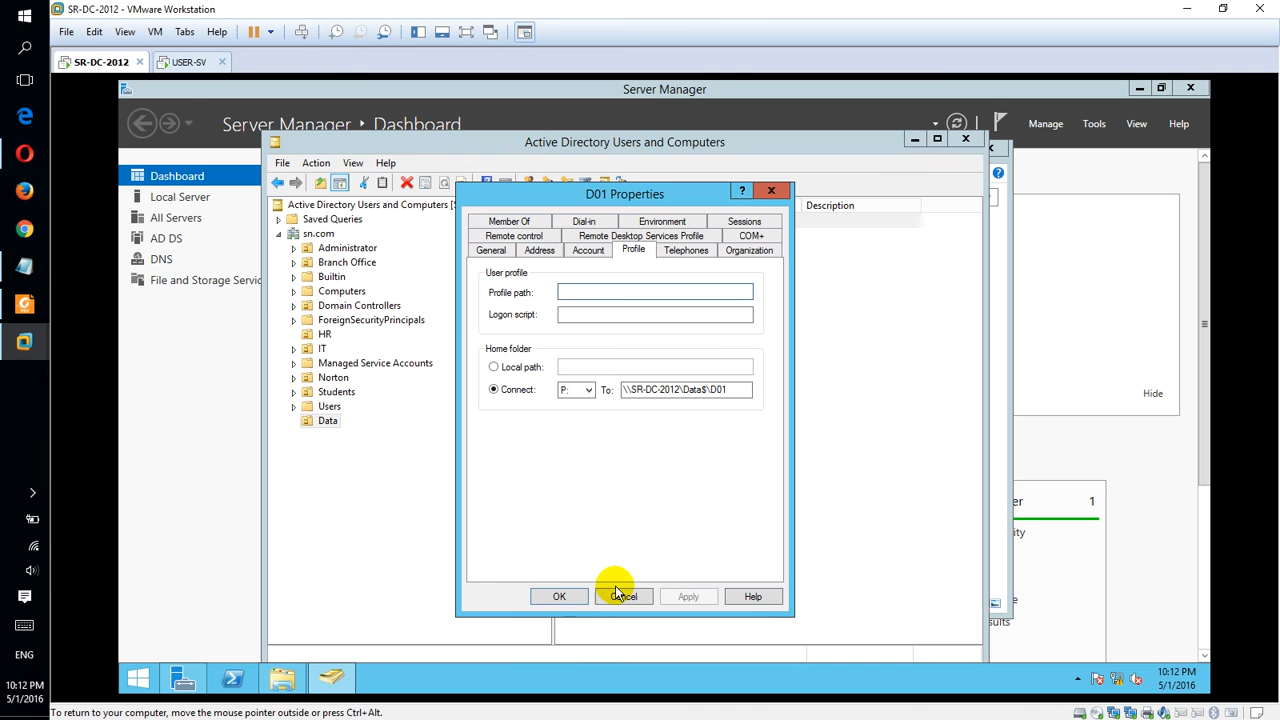 SR-DC-2012 - VMware Workstation
File Edit View VM Tabs Help
SR-DC-2012 USER-SV
Server Manager
Server Manager Dashboard
Manage Tools View Help
Active Directory Users and Computers
File Action View Help
Dashboard
Local Server
All Servers
AD DS
DNS
File and Storage Servic
Active Directory Users and Computers [S
Saved Queries
sn.com
Administrator
Branch Office
Builtin
Computers
Domain Controllers
ForeignSecurityPrincipals
HR
IT
Managed Service Accounts
Norton
Students
Users
Data
Description
D01 Properties
Member Of Dial-in Environment Sessions
Remote control Remote Desktop Services Profile COM+
General Address Account Profile Telephones Organization
User profile
Profile path:
Logon script:
Home folder
Local path:
Connect: P: To: \\SR-DC-2012\Data$\D01
OK Cancel Apply Help
Hide
er 1
ity
e
sults
10:12 PM
5/1/2016
ENG
10:12 PM
5/1/2016
To return to your computer, move the mouse pointer outside or press Ctrl+Alt.